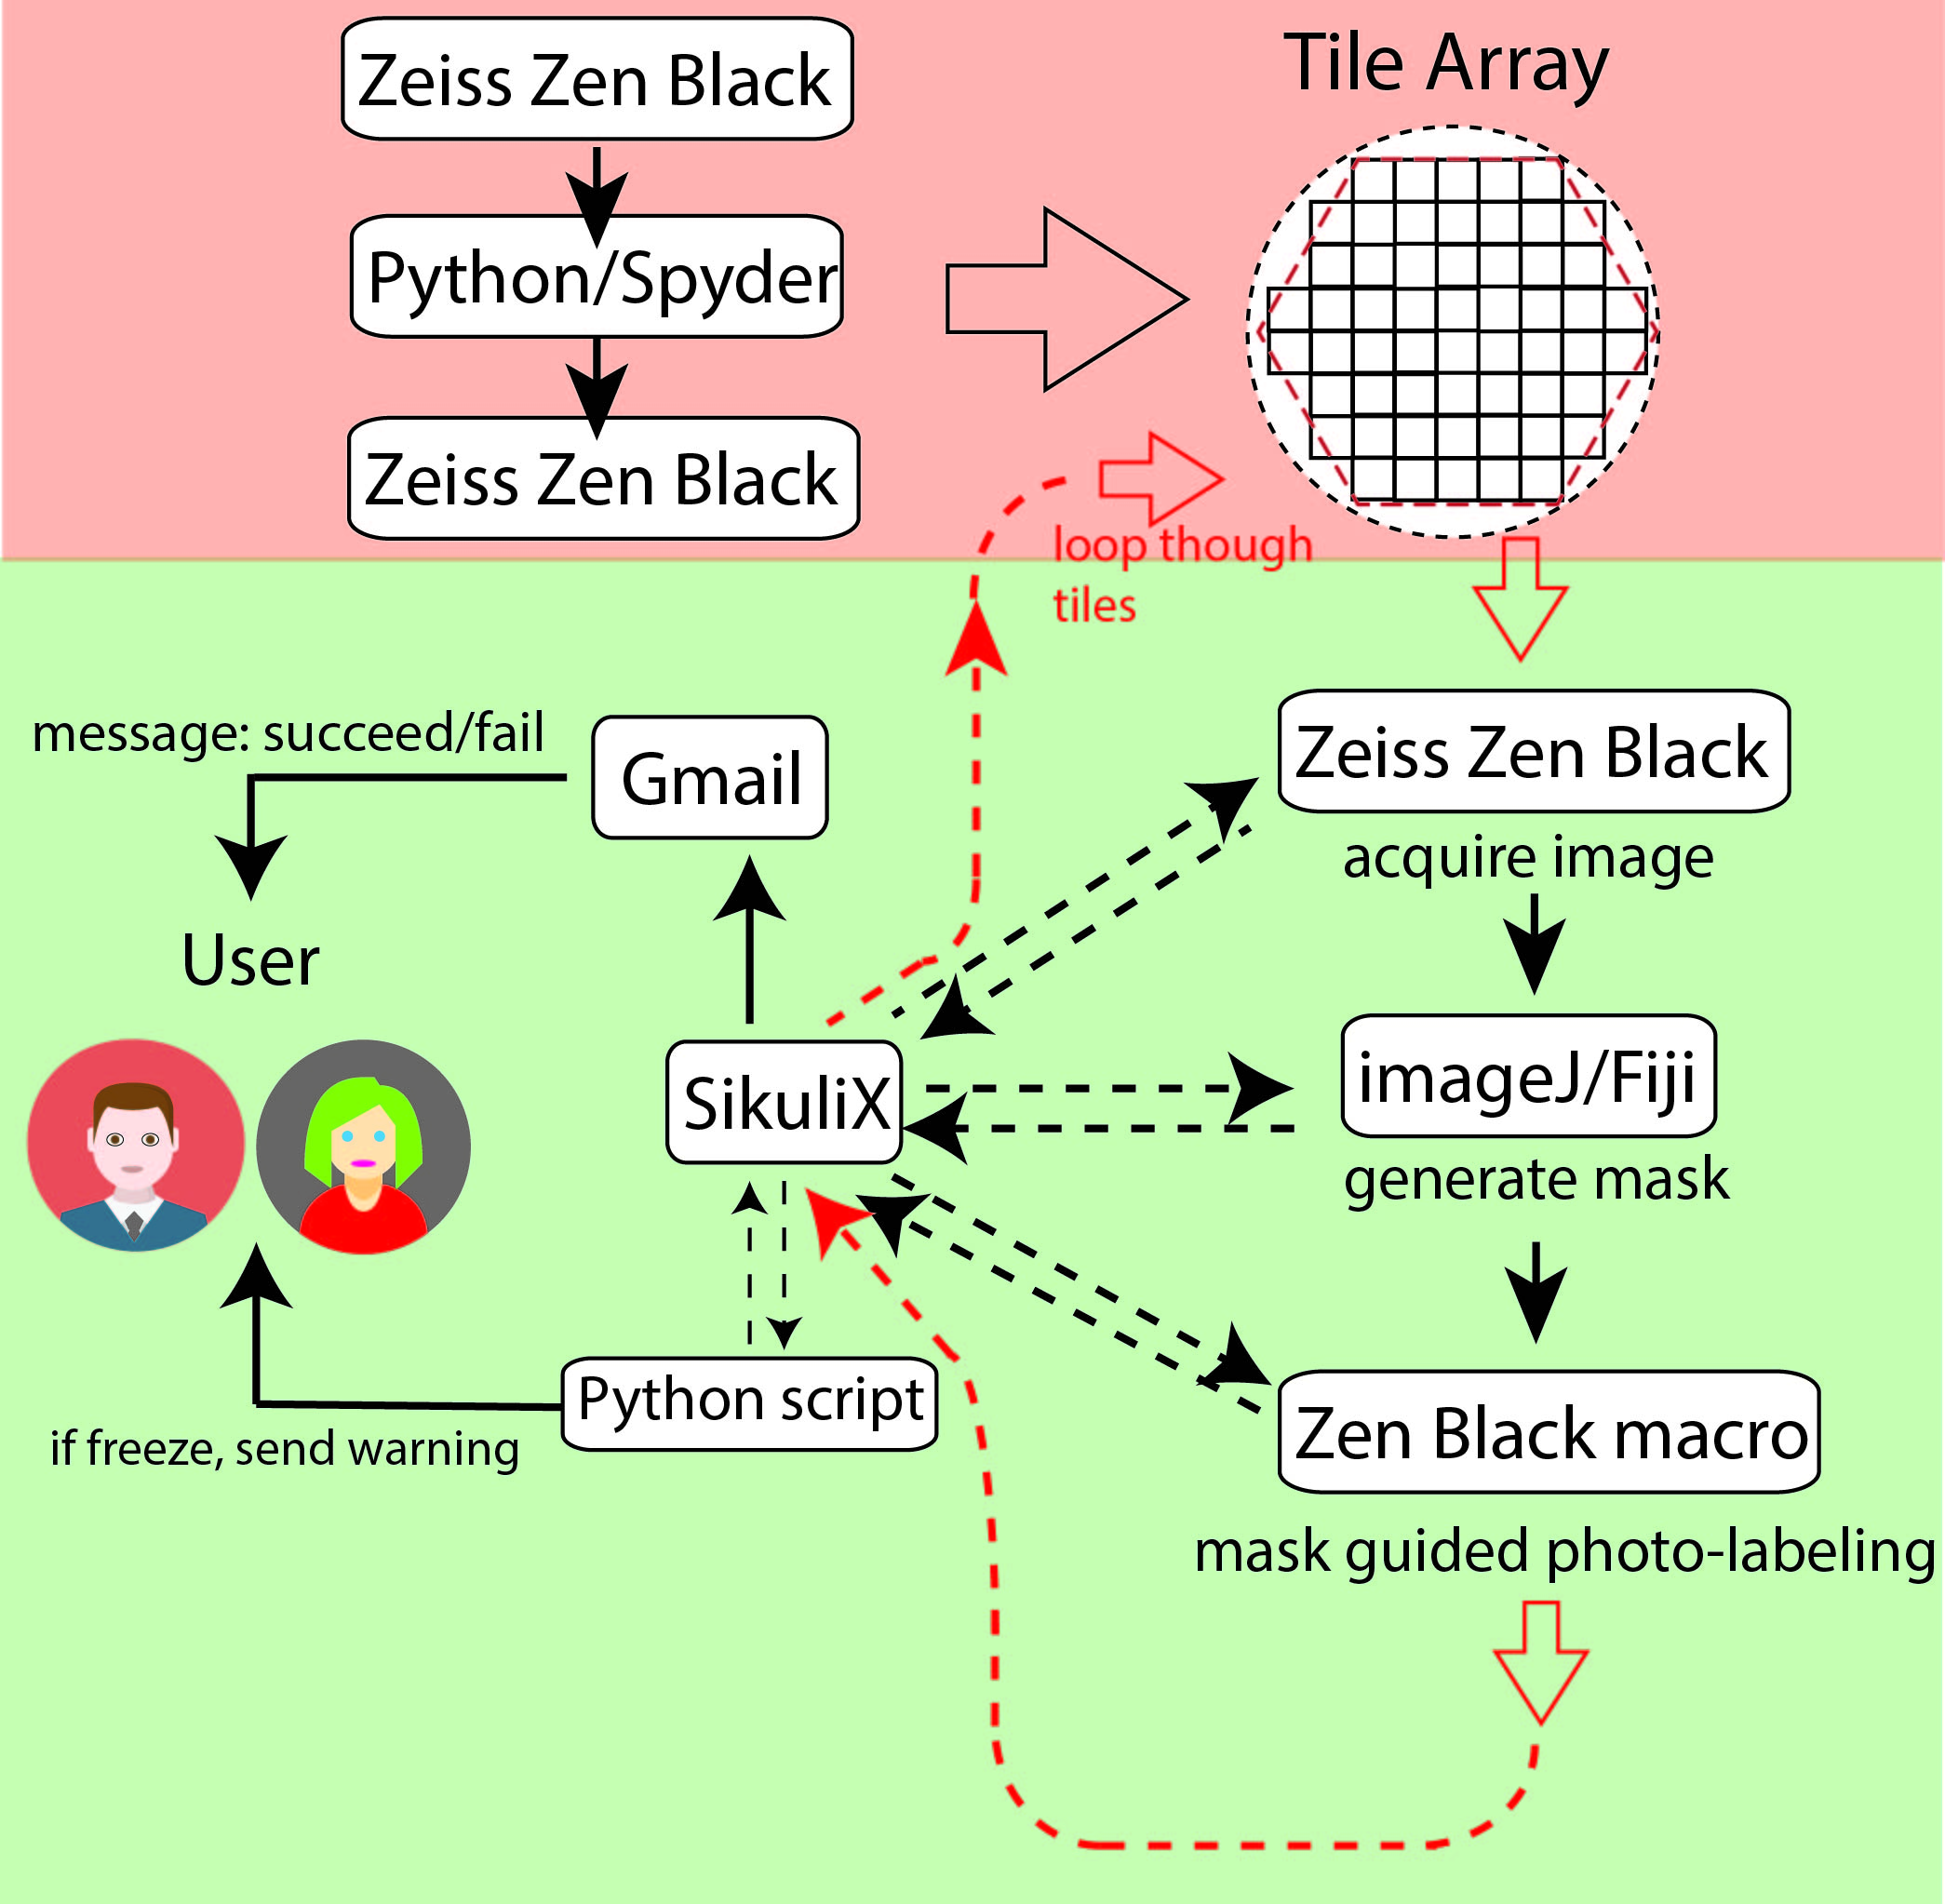 Zeiss Zen Black
Tile Array
Python/Spyder
Zeiss Zen Black
loop though
tiles
message: succeed/fail
Gmail
Zeiss Zen Black
acquire image
User
SikuliX
imageJ/Fiji
generate mask
Python script
if freeze, send warning
Zen Black macro
mask guided photo-labeling